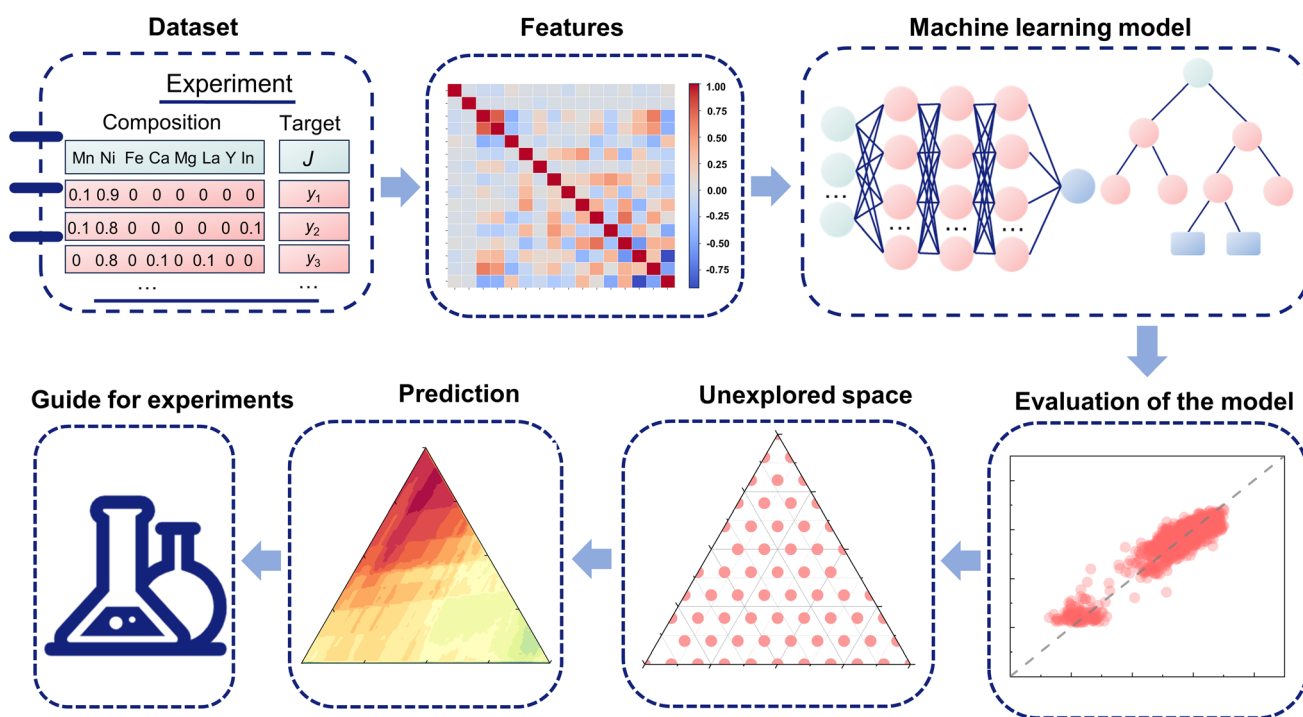 Dataset
Experiment
Composition Target
Mn Ni Fe Ca Mg La Y In J
0.1 0.9 0 0 0 0 0 0 y1
0.1 0.8 0 0 0 0 0 0.1 y2
0 0.8 0 0.1 0 0.1 0 0 y3
... ...
Features
1.00
0.75
0.50
0.25
0.00
-0.25
-0.50
-0.75
Machine learning model
... ... ... ...
Guide for experiments
Prediction
Unexplored space
Evaluation of the model